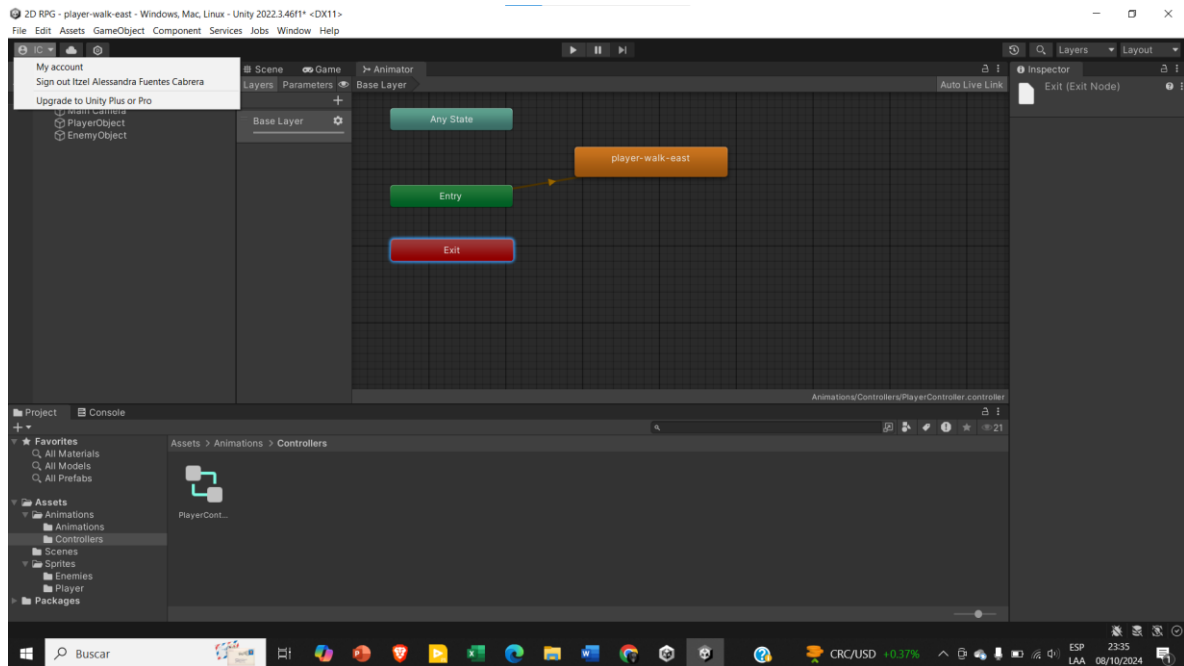 2D RPG - player-walk-east - Windows, Mac, Linux - Unity 2022.3.46f1* <DX11>
File Edit Assets GameObject Component Services Jobs Window Help
IC
Layers Layout
My account
Sign out Itzel Alessandra Fuentes Cabrera
Upgrade to Unity Plus or Pro
Main Camera
PlayerObject
EnemyObject
Scene Game Animator
Layers Parameters Base Layer Auto Live Link
Base Layer
Any State
player-walk-east
Entry
Exit
Animations/Controllers/PlayerController.controller
Inspector
Exit (Exit Node)
Project Console
21
Favorites
All Materials
All Models
All Prefabs
Assets
Animations
Animations
Controllers
Scenes
Sprites
Enemies
Player
Packages
Assets > Animations > Controllers
PlayerCont...
Buscar
CRC/USD +0.37%
ESP
LAA
23:35
08/10/2024